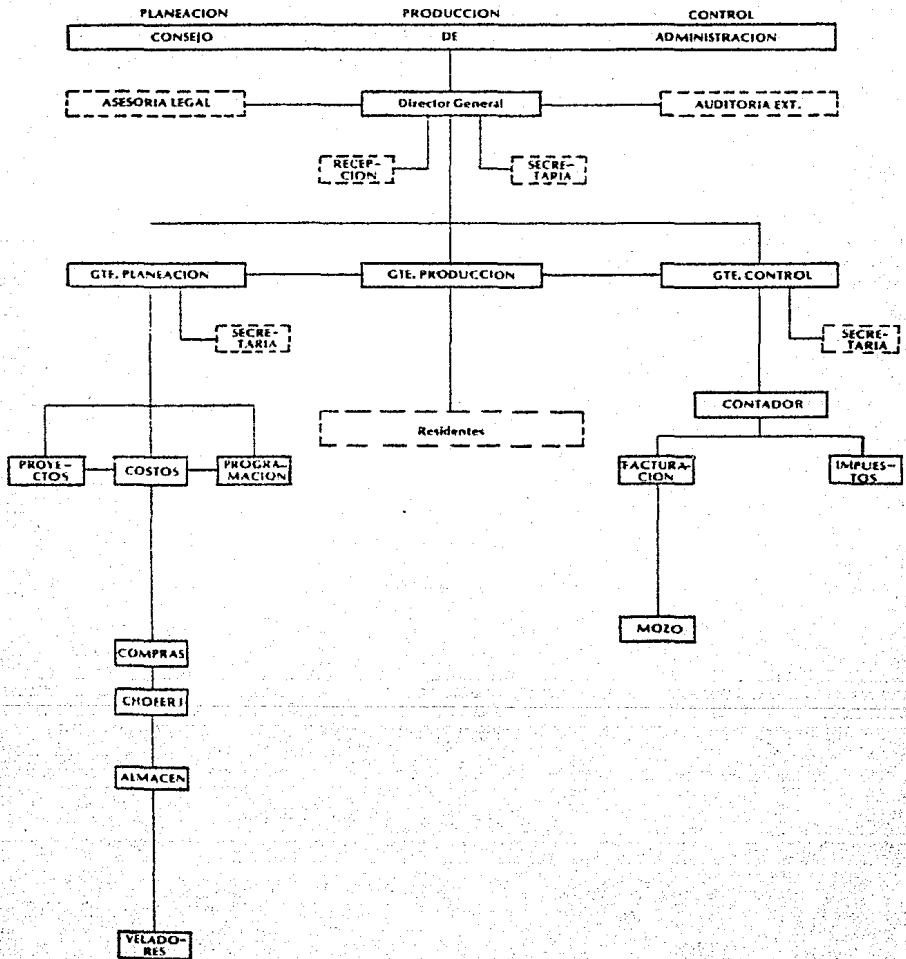 PLANEACION PRODUCCION CONTROL
CONSEJO DE ADMINISTRACION
ASESORIA LEGAL Director General AUDITORIA EXT.
RECEP-
CION
SECRE-
TARIA
GTE. PLANEACION GTE. PRODUCCION GTE. CONTROL
SECRE-
TARIA
SECRE-
TARIA
CONTADOR
Residentes
PROYE-
CTOS
COSTOS
PROGRA-
MACION
FACTURA-
CION
IMPUES-
TOS
MOZO
COMPRAS
CHOFER I
ALMACEN
VELADO-
RES